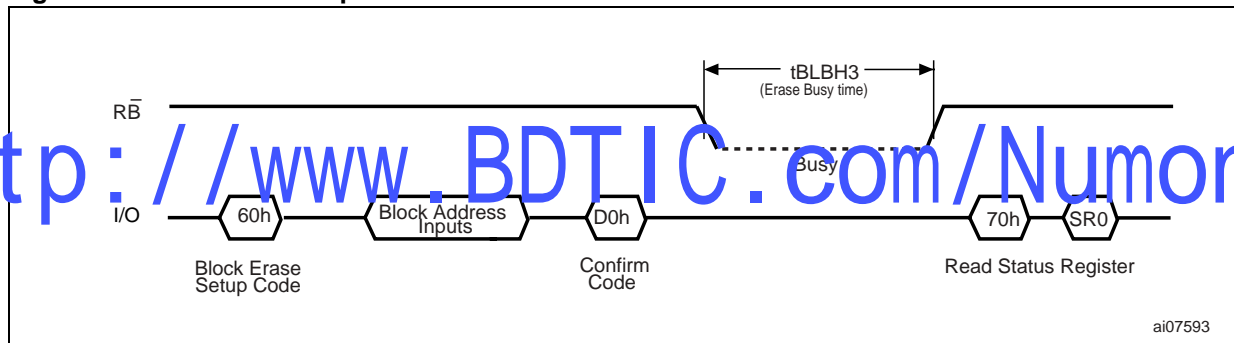 tBLBH3
(Erase Busy time)
RB̅
tp://www.BDTIC.com/Numon
Busy
I/O
60h
Block Address
Inputs
D0h
70h
SR0
Block Erase
Setup Code
Confirm
Code
Read Status Register
ai07593